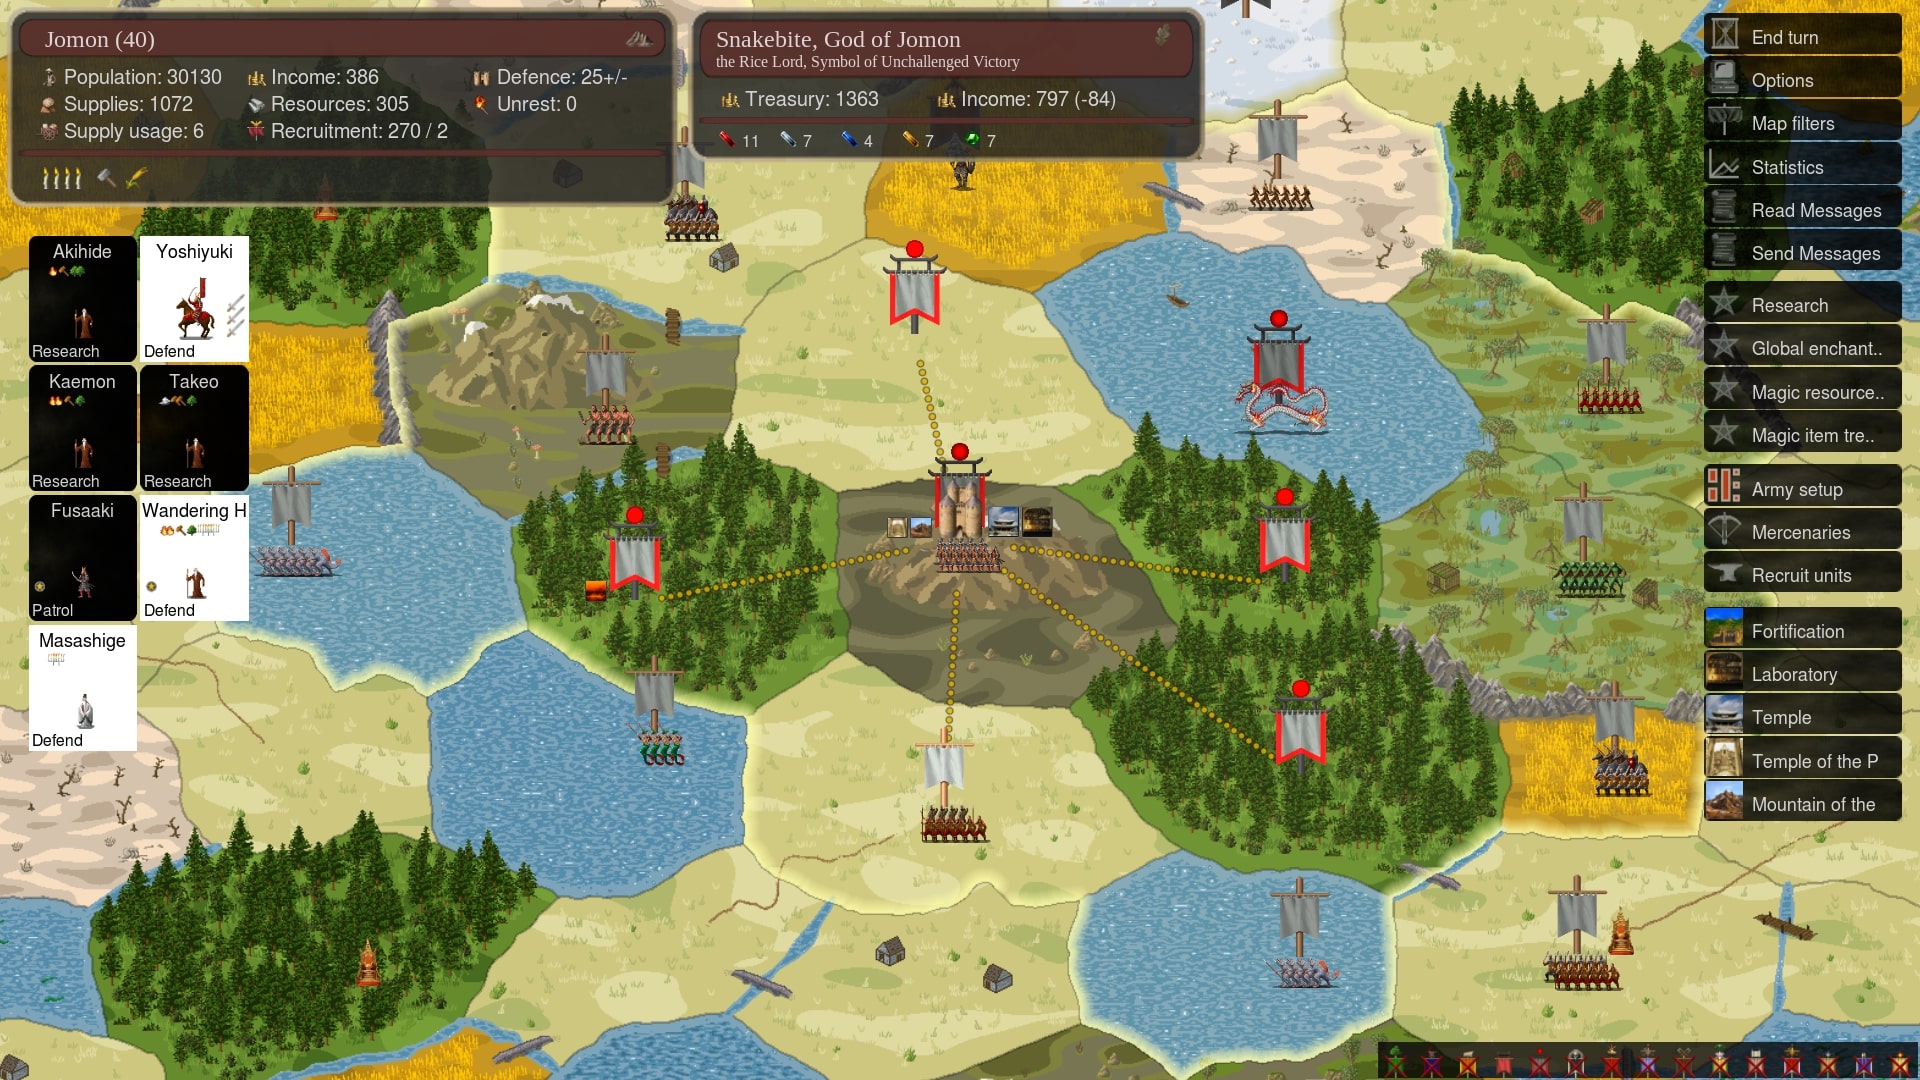 Jomon (40)
Population: 30130
Income: 386
Defence: 25+/-
Supplies: 1072
Resources: 305
Unrest: 0
Supply usage: 6
Recruitment: 270 / 2
Snakebite, God of Jomon
the Rice Lord, Symbol of Unchallenged Victory
Treasury: 1363
Income: 797 (-84)
11
7
4
7
7
Akihide
Research
Yoshiyuki
Defend
Kaemon
Research
Takeo
Research
Fusaaki
Patrol
Wandering H
Defend
Masashige
Defend
End turn
Options
Map filters
Statistics
Read Messages
Send Messages
Research
Global enchant..
Magic resource..
Magic item tre..
Army setup
Mercenaries
Recruit units
Fortification
Laboratory
Temple
Temple of the P
Mountain of the